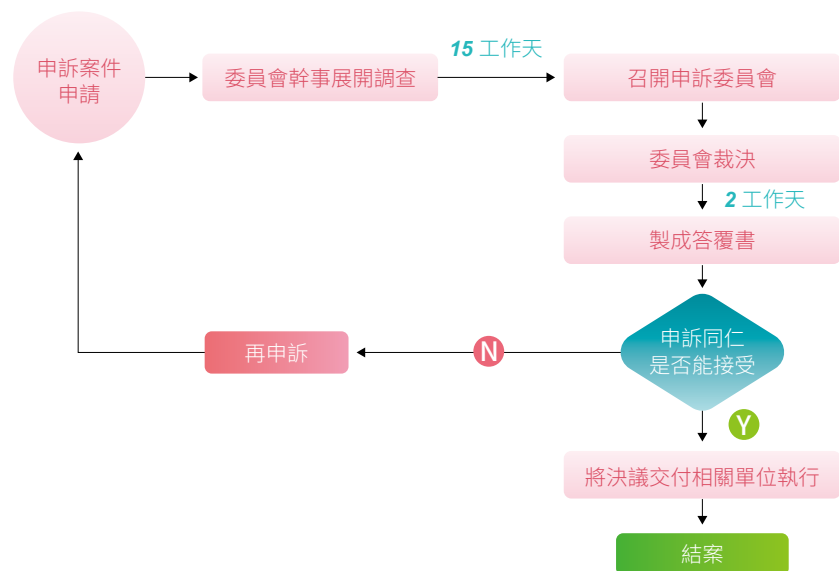 申訴案件
申請
委員會幹事展開調查
15 工作天
召開申訴委員會
委員會裁決
2 工作天
製成答覆書
申訴同仁
是否能接受
N
再申訴
Y
將決議交付相關單位執行
結案